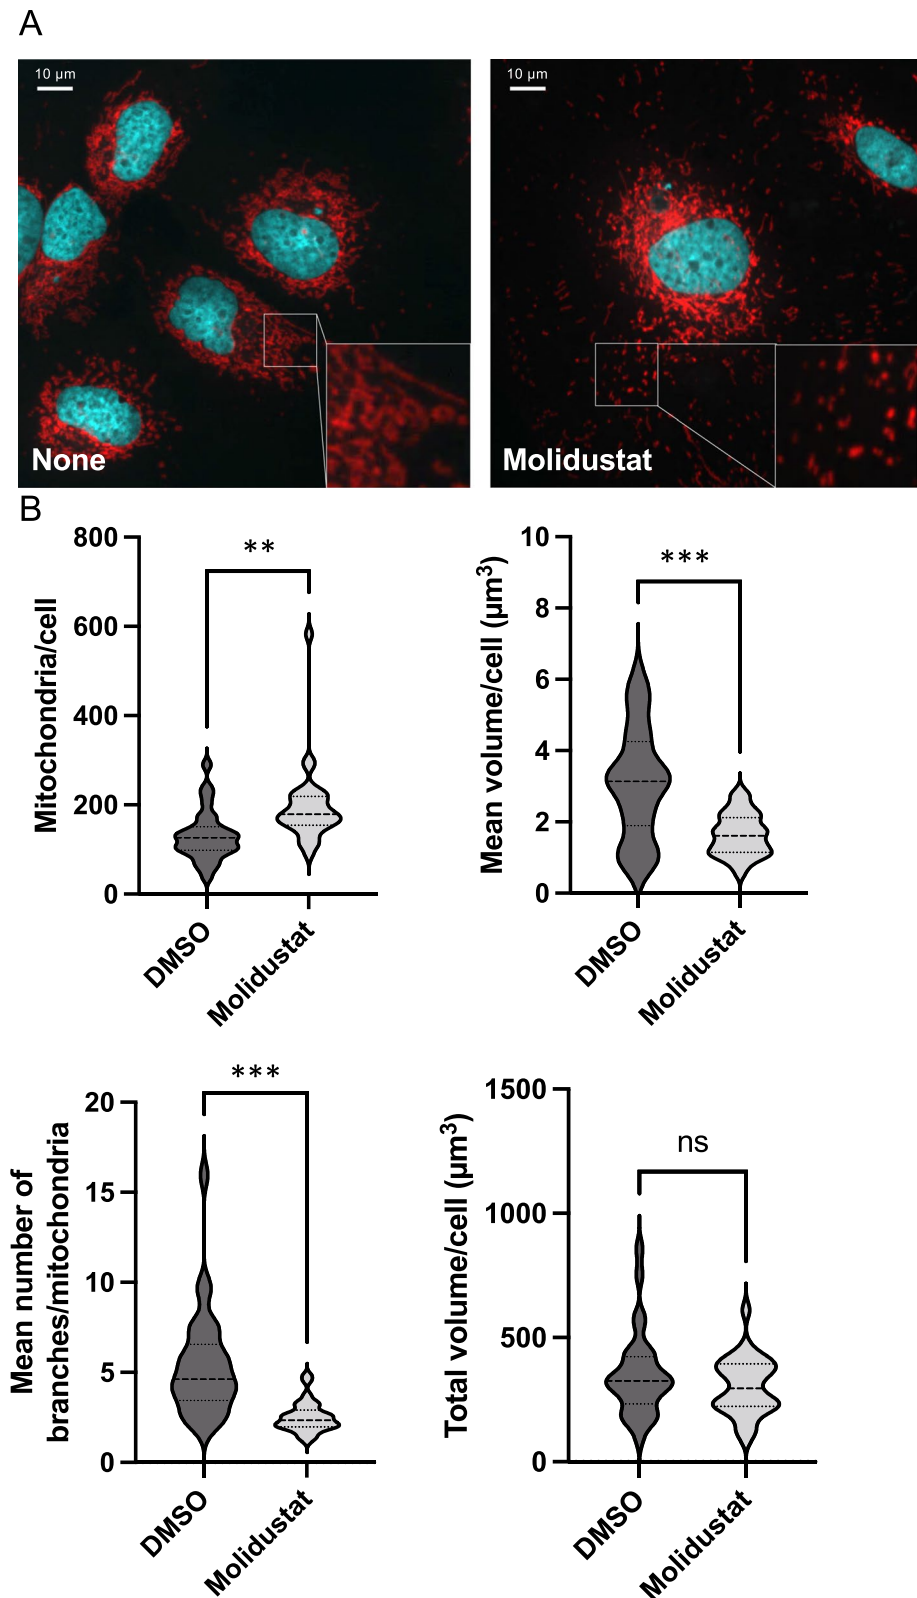 A
10 μm
10 μm
None
Molidustat
B
800
600
400
200
0
Mitochondria/cell
**
DMSO
Molidustat
10
8
6
4
2
0
Mean volume/cell (μm³)
***
DMSO
Molidustat
20
15
10
5
0
Mean number of
branches/mitochondria
***
DMSO
Molidustat
1500
1000
500
0
Total volume/cell (μm³)
ns
DMSO
Molidustat